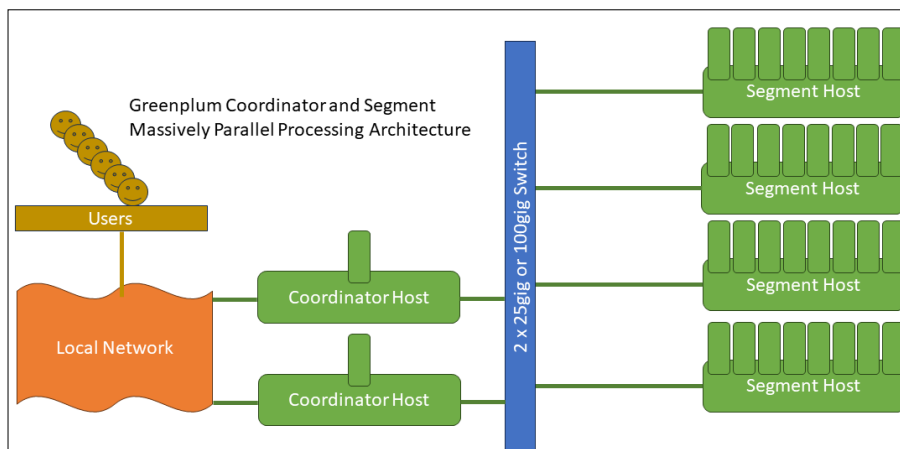 Greenplum Coordinator and Segment
Massively Parallel Processing Architecture
Users
Local Network
Coordinator Host
Coordinator Host
2 x 25gig or 100gig Switch
Segment Host
Segment Host
Segment Host
Segment Host